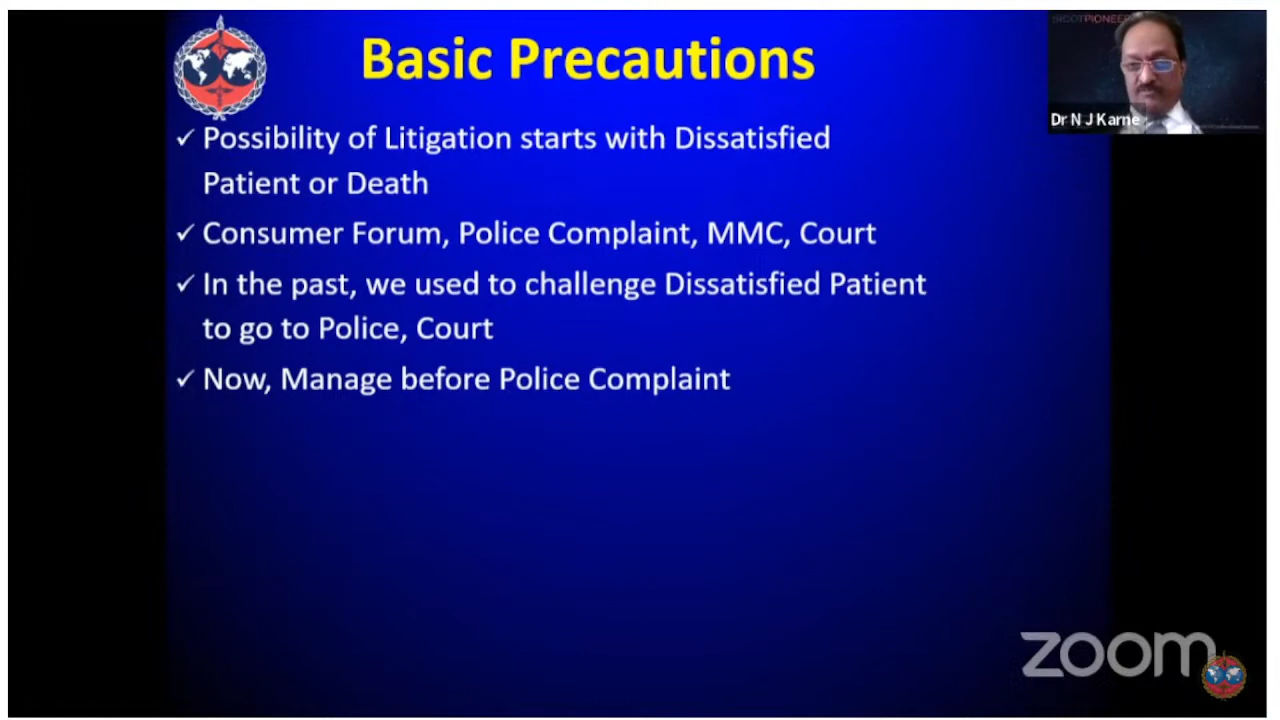 Basic Precautions
SICOTPIONEER
Dr N J Karne
✓ Possibility of Litigation starts with Dissatisfied
Patient or Death
✓ Consumer Forum, Police Complaint, MMC, Court
✓ In the past, we used to challenge Dissatisfied Patient
to go to Police, Court
✓ Now, Manage before Police Complaint
zoom